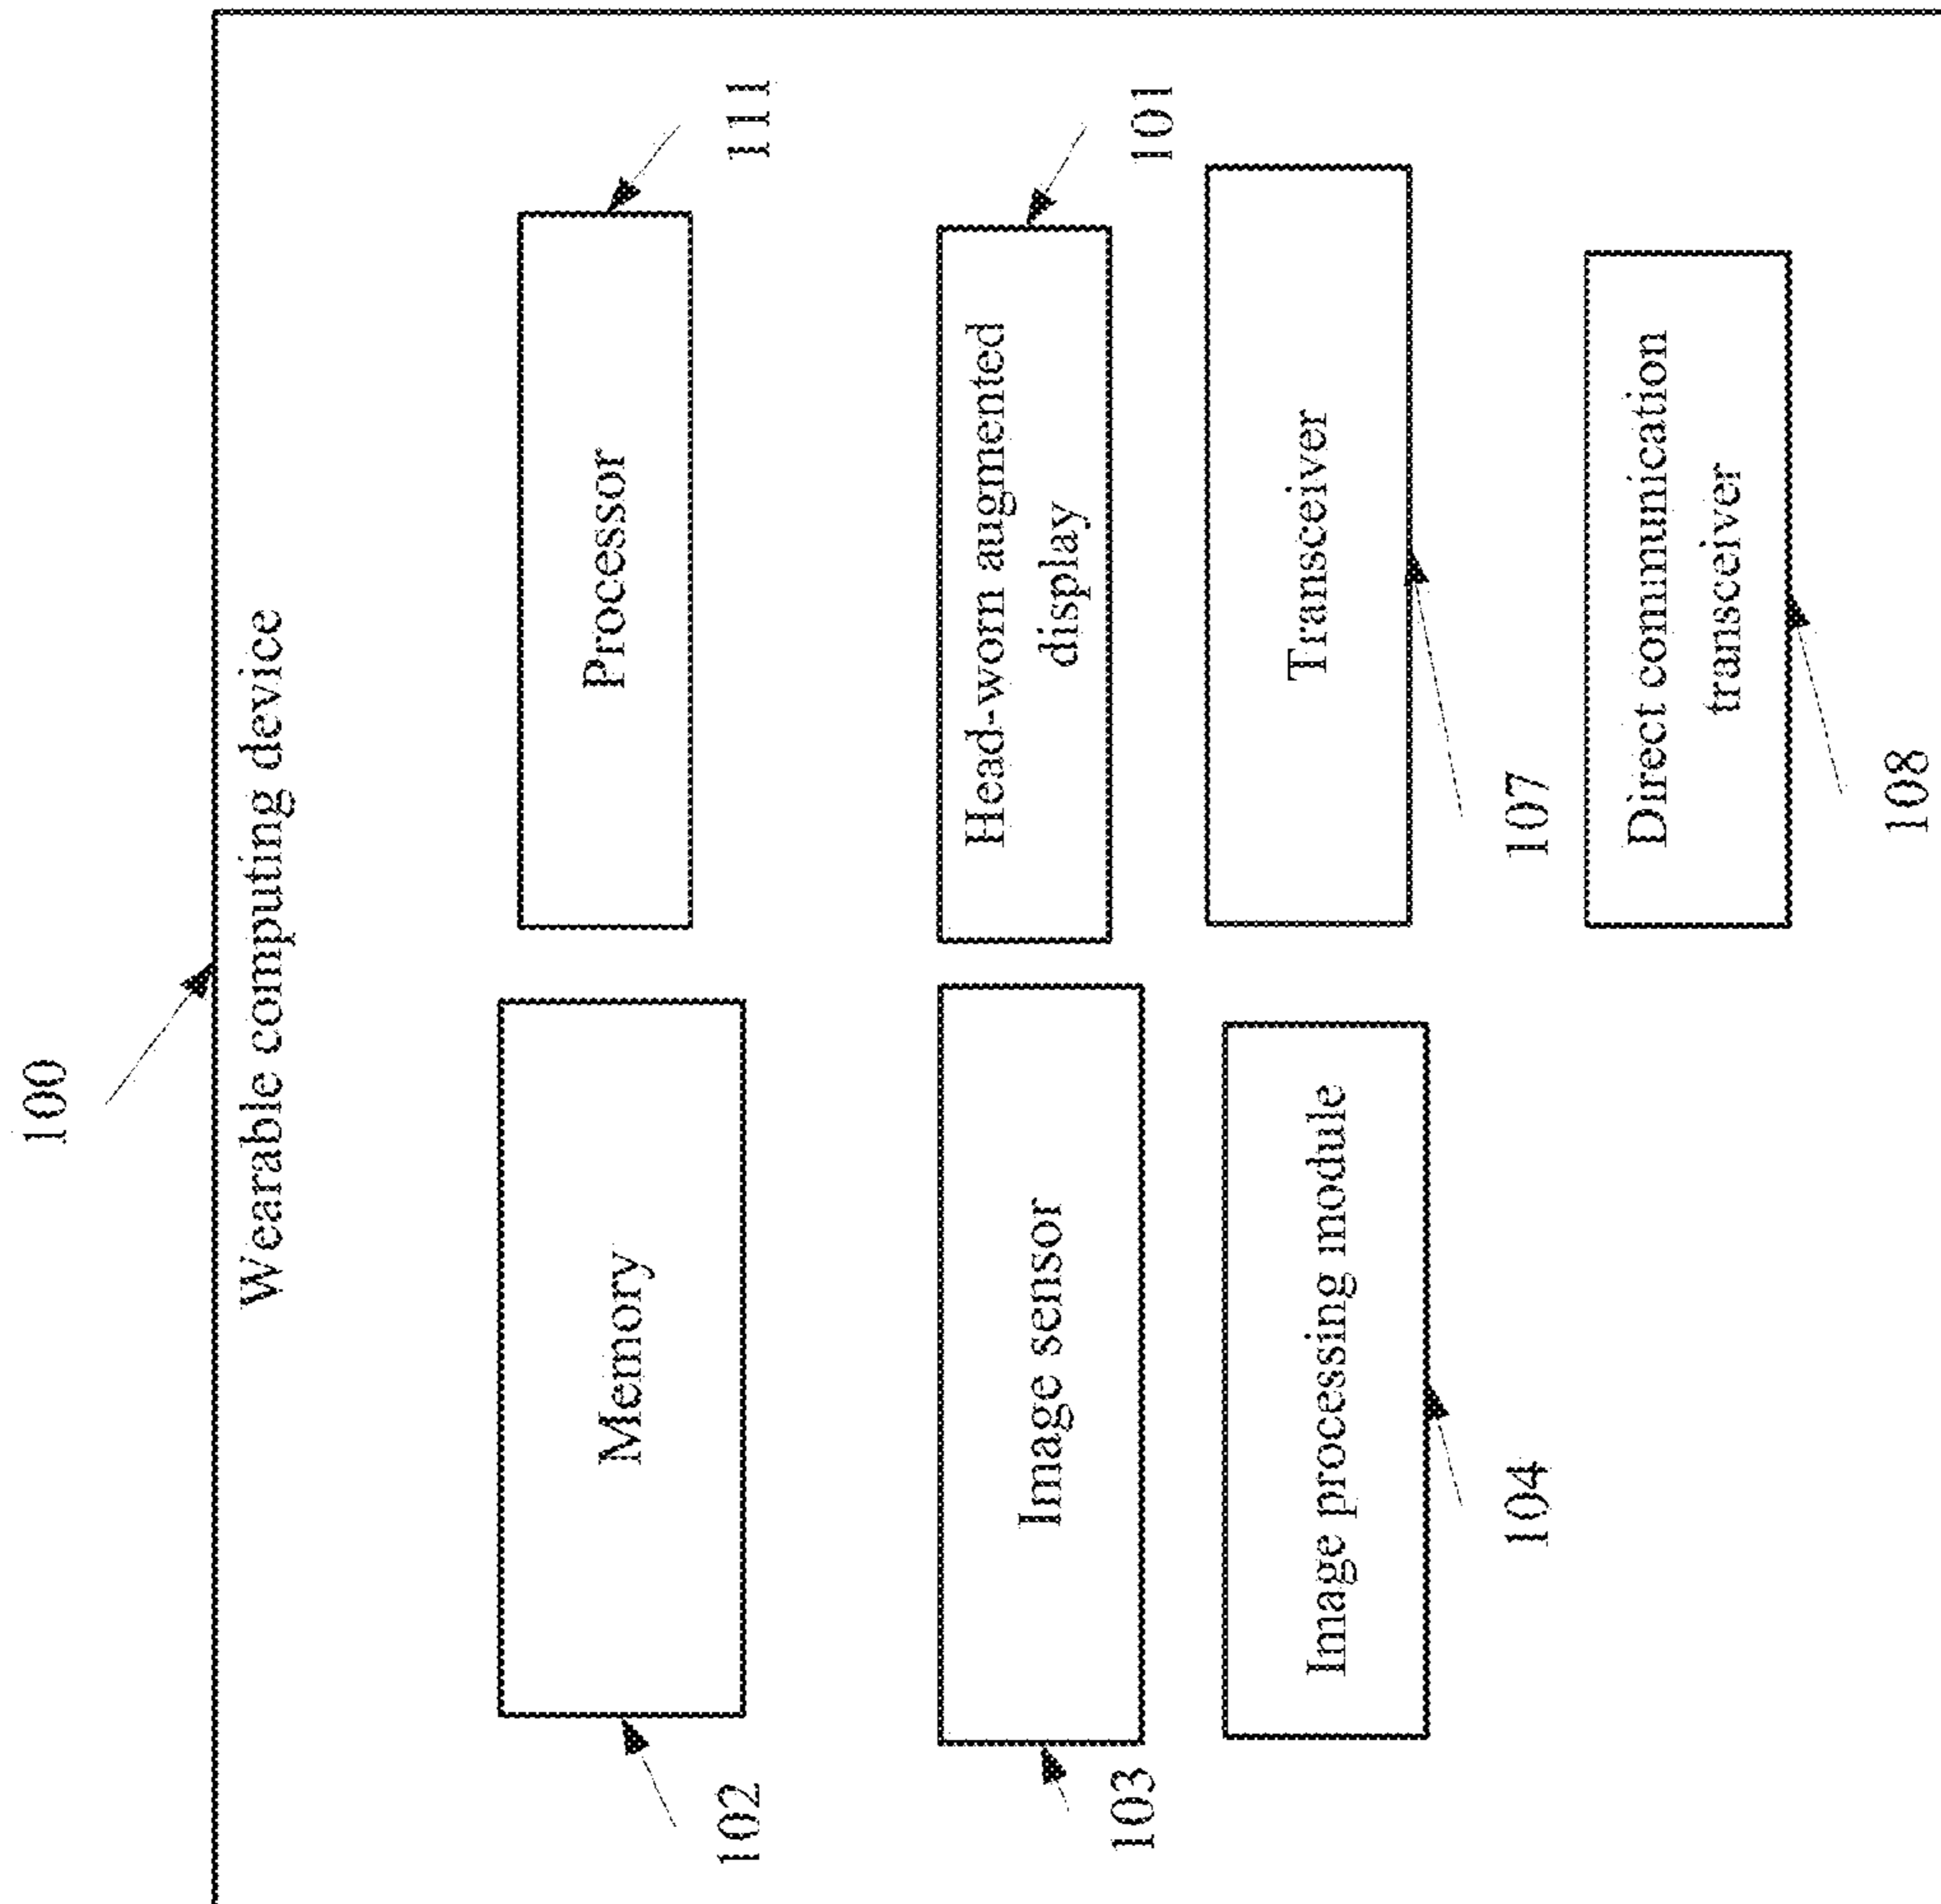 100
Wearable computing device
Memory
102
Processor
111
Image sensor
103
Head-worn augmented
display
101
Image processing module
104
Transceiver
107
Direct communication
transceiver
108